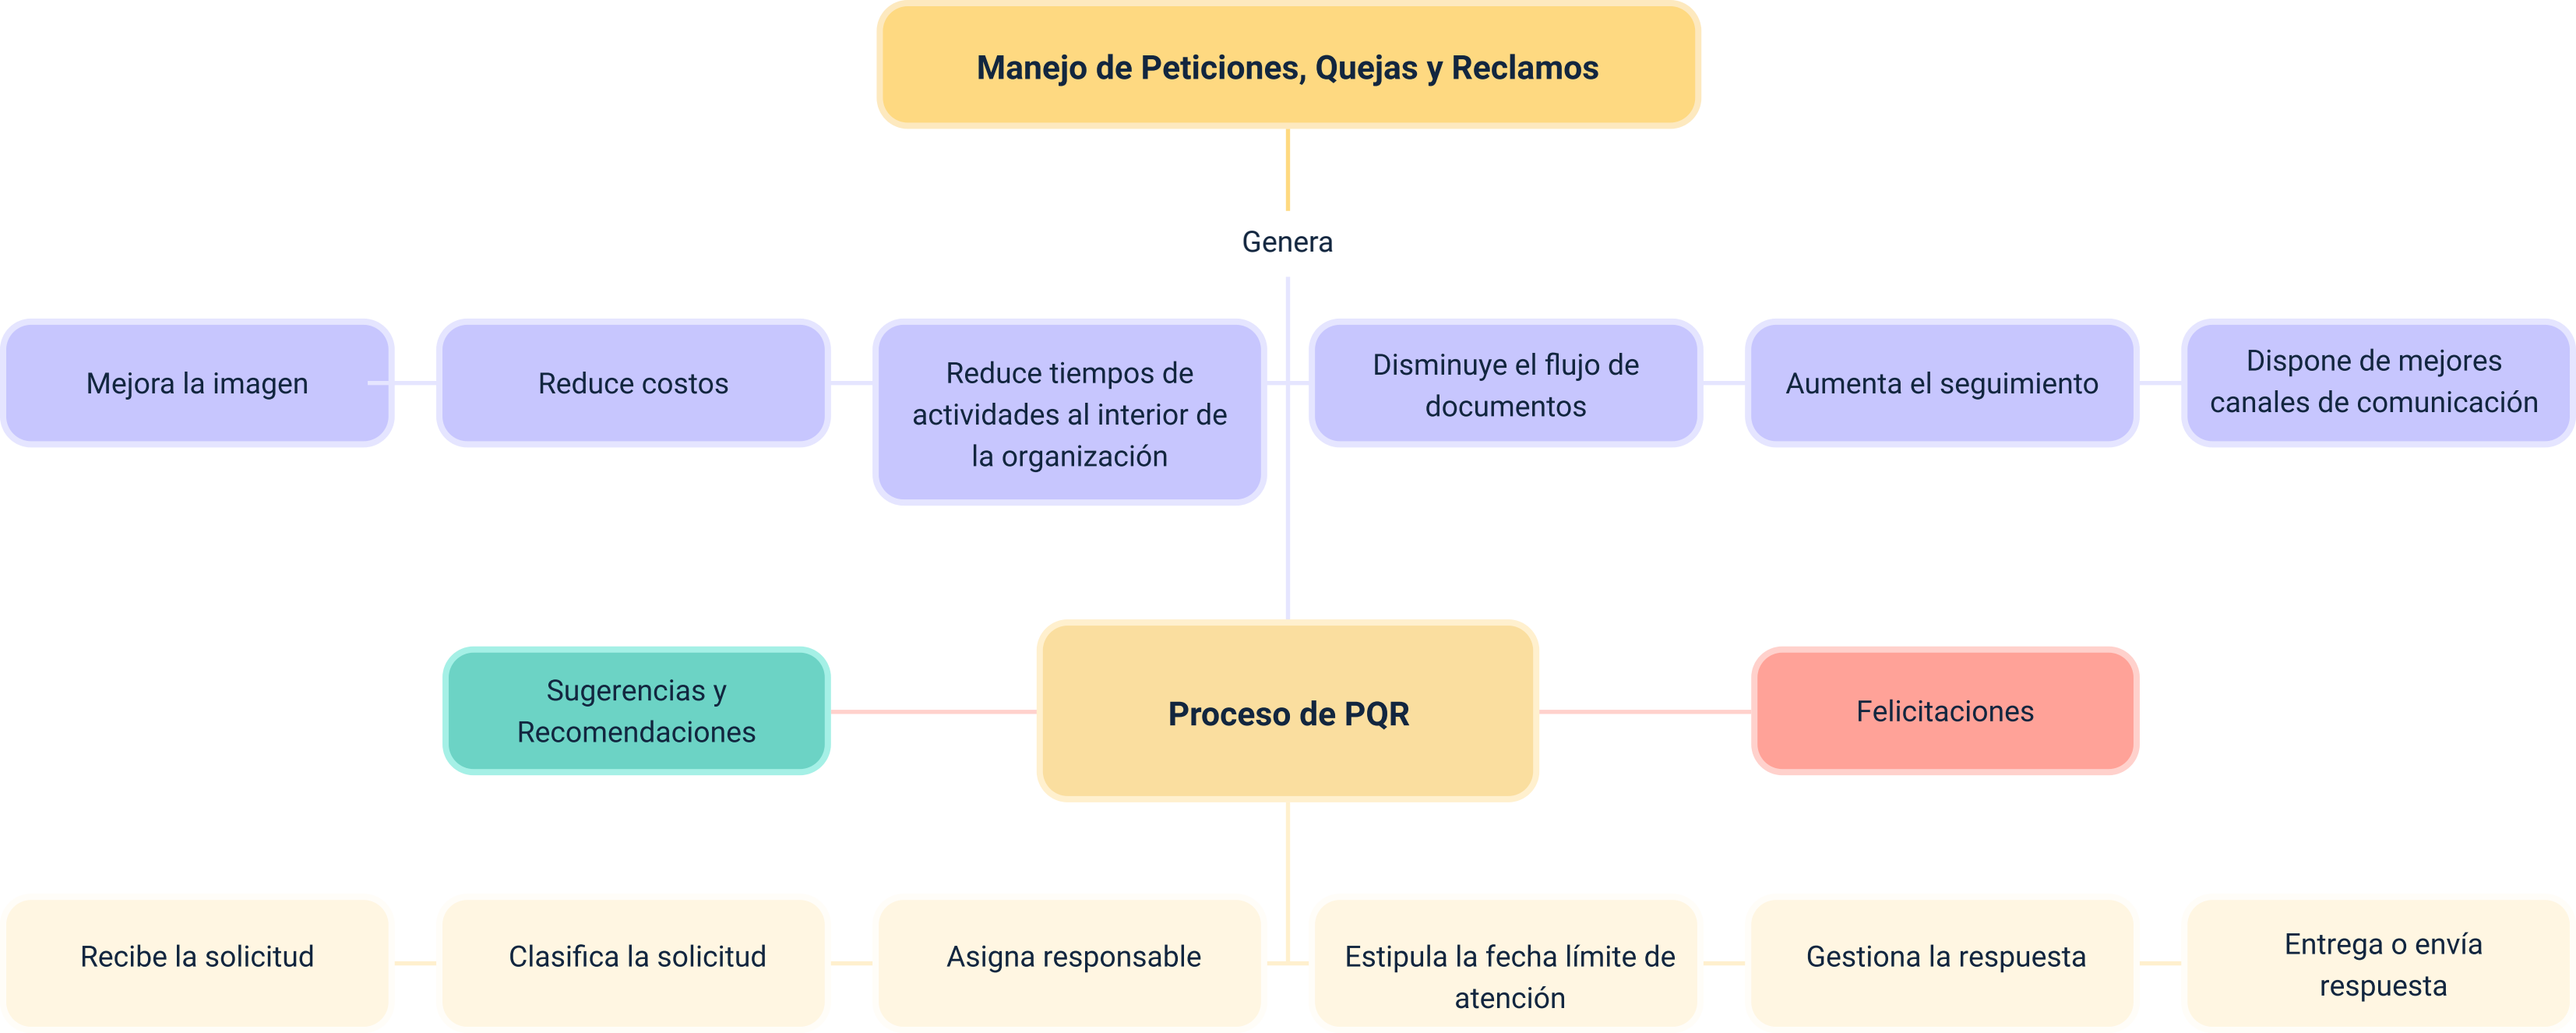 Manejo de Peticiones, Quejas y Reclamos
Genera
Mejora la imagen
Reduce costos
Reduce tiempos de
actividades al interior de
la organización
Disminuye el flujo de
documentos
Aumenta el seguimiento
Dispone de mejores
canales de comunicación
Sugerencias y
Recomendaciones
Proceso de PQR
Felicitaciones
Recibe la solicitud
Clasifica la solicitud
Asigna responsable
Estipula la fecha límite de
atención
Gestiona la respuesta
Entrega o envía
respuesta